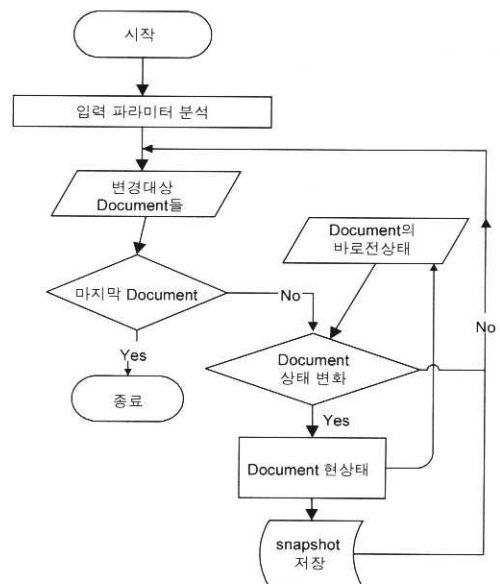 시작
입력 파라미터 분석
변경대상
Document들
Document의
바로전상태
마지막 Document
No
No
Document
상태 변화
Yes
종료
Yes
Document 현상태
snapshot
저장